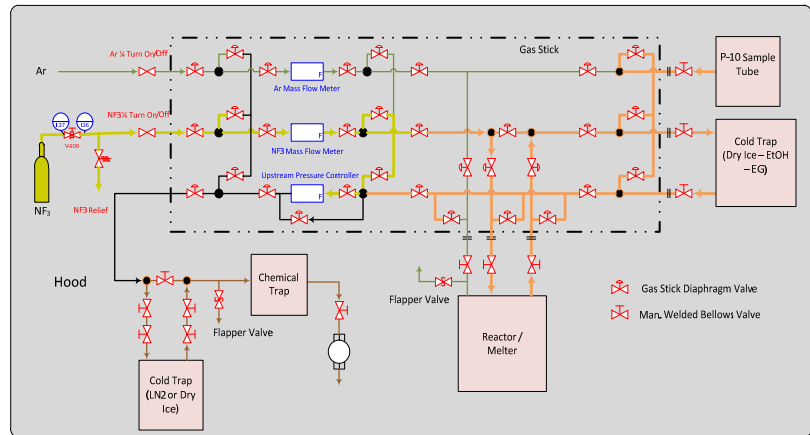 Ar ¼ Turn On/Off
Gas Stick
Ar
F
Ar Mass Flow Meter
P-10 Sample
Tube
NF3¼ Turn On/Off
F
NF3 Mass Flow Meter
V-100
Cold Trap
(Dry Ice – EtOH
– EG)
Upstream Pressure Controller
F
NF3
NF3 Relief
Hood
Chemical
Trap
Flapper Valve
Flapper Valve
Gas Stick Diaphragm Valve
Man. Welded Bellows Valve
Reactor /
Melter
Cold Trap
(LN2 or Dry
Ice)